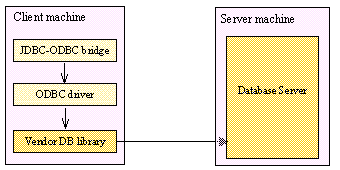 Client machine
JDBC-ODBC bridge
ODBC driver
Vendor DB library
Server machine
Database Server